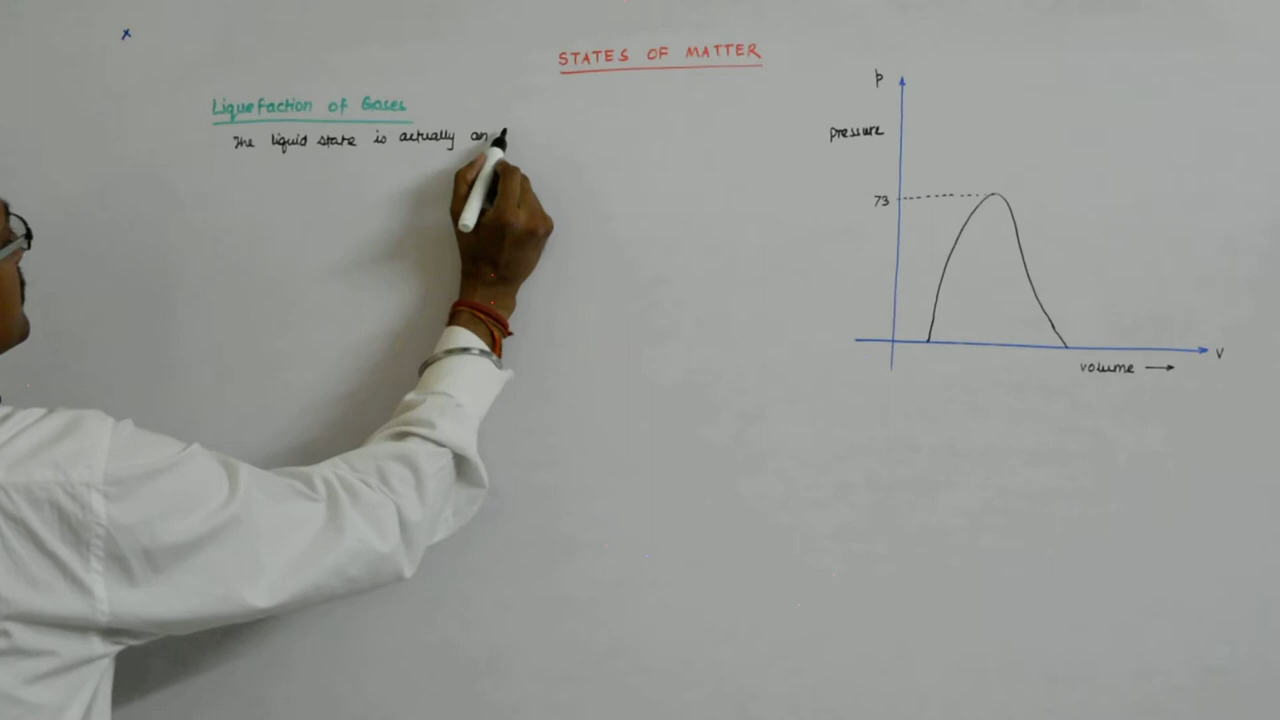 x
STATES OF MATTER
Liquefaction of Gases
The liquid state is actually an
p
pressure
73
V
volume →